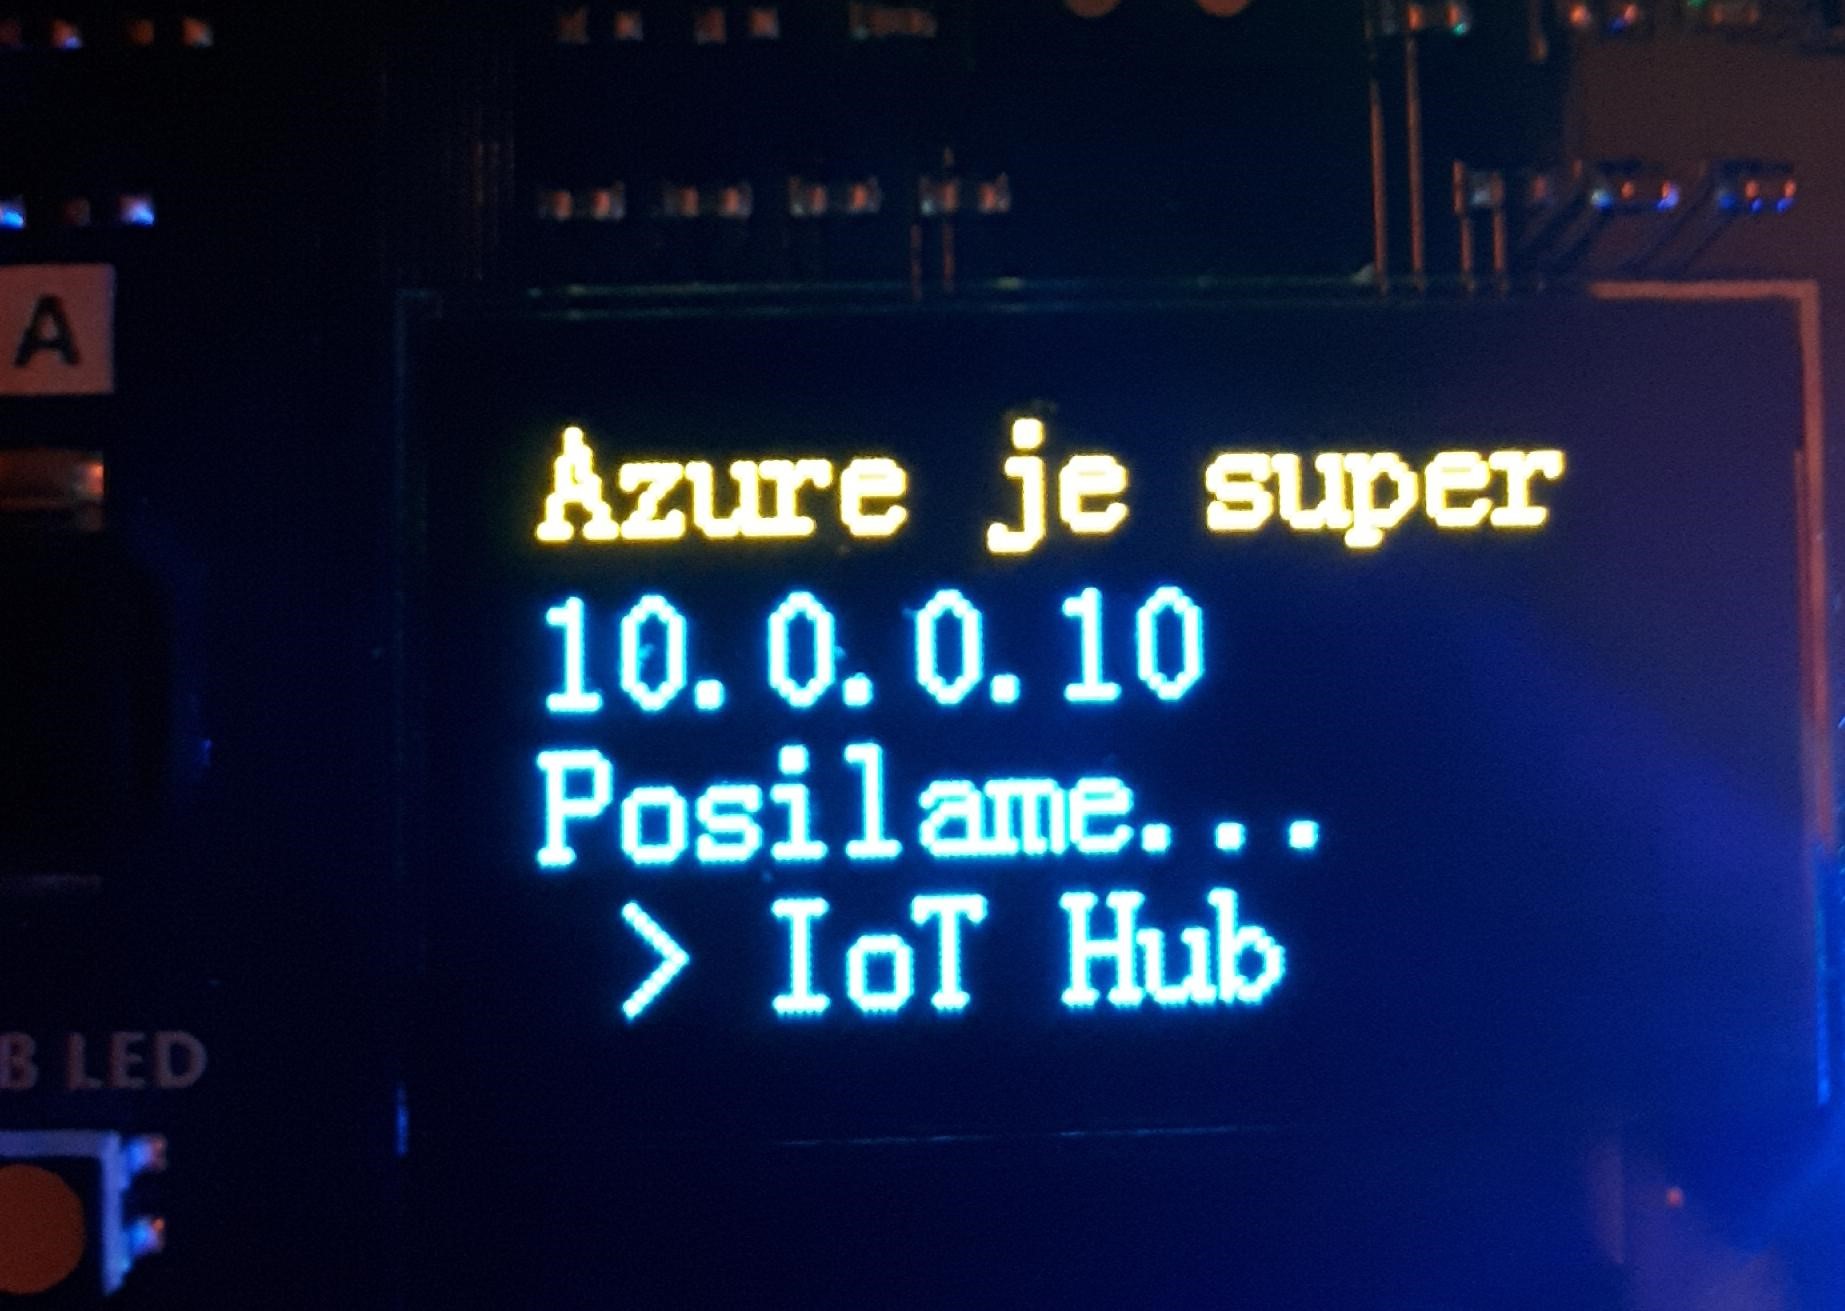 A
Azure je super
10.0.0.10
Posilame...
> IoT Hub
B LED